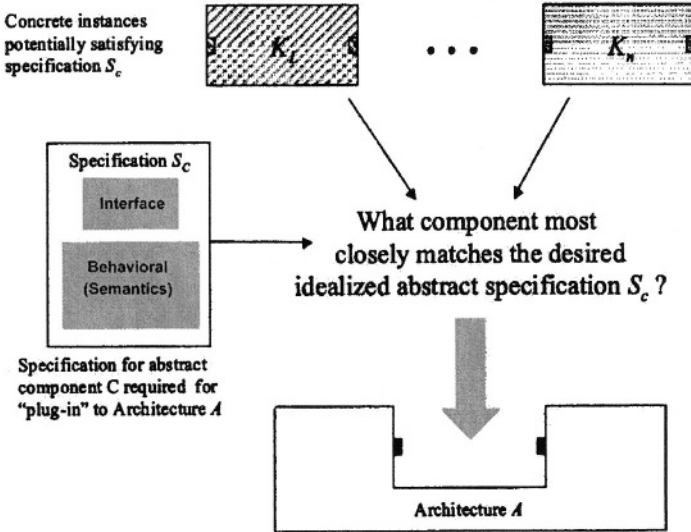 Concrete instances
potentially satisfying
specification S_c
K_1
• • •
K_n
Specification S_C
Interface
Behavioral
(Semantics)
What component most
closely matches the desired
idealized abstract specification S_c ?
Specification for abstract
component C required for
“plug-in” to Architecture A
Architecture A